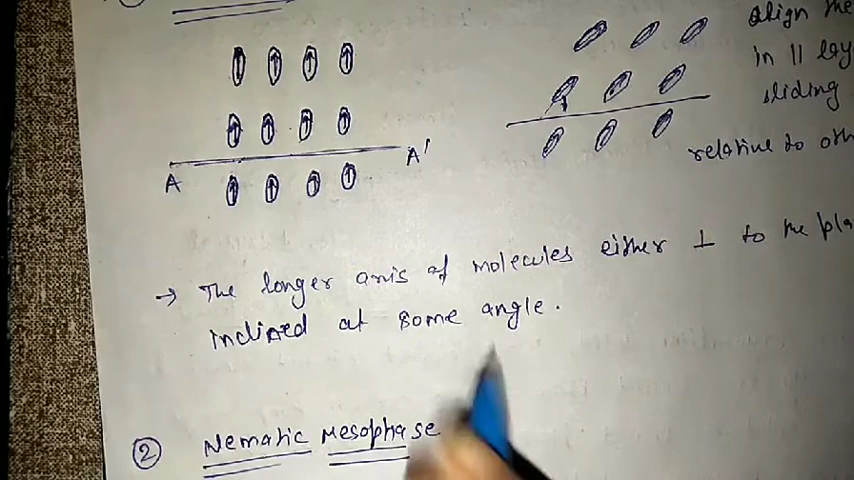 align the
in || lay
sliding
relative to oth
A A'
→ The longer axis of molecules either ⊥ to the pla
inclined at some angle.
② Nematic Mesophase